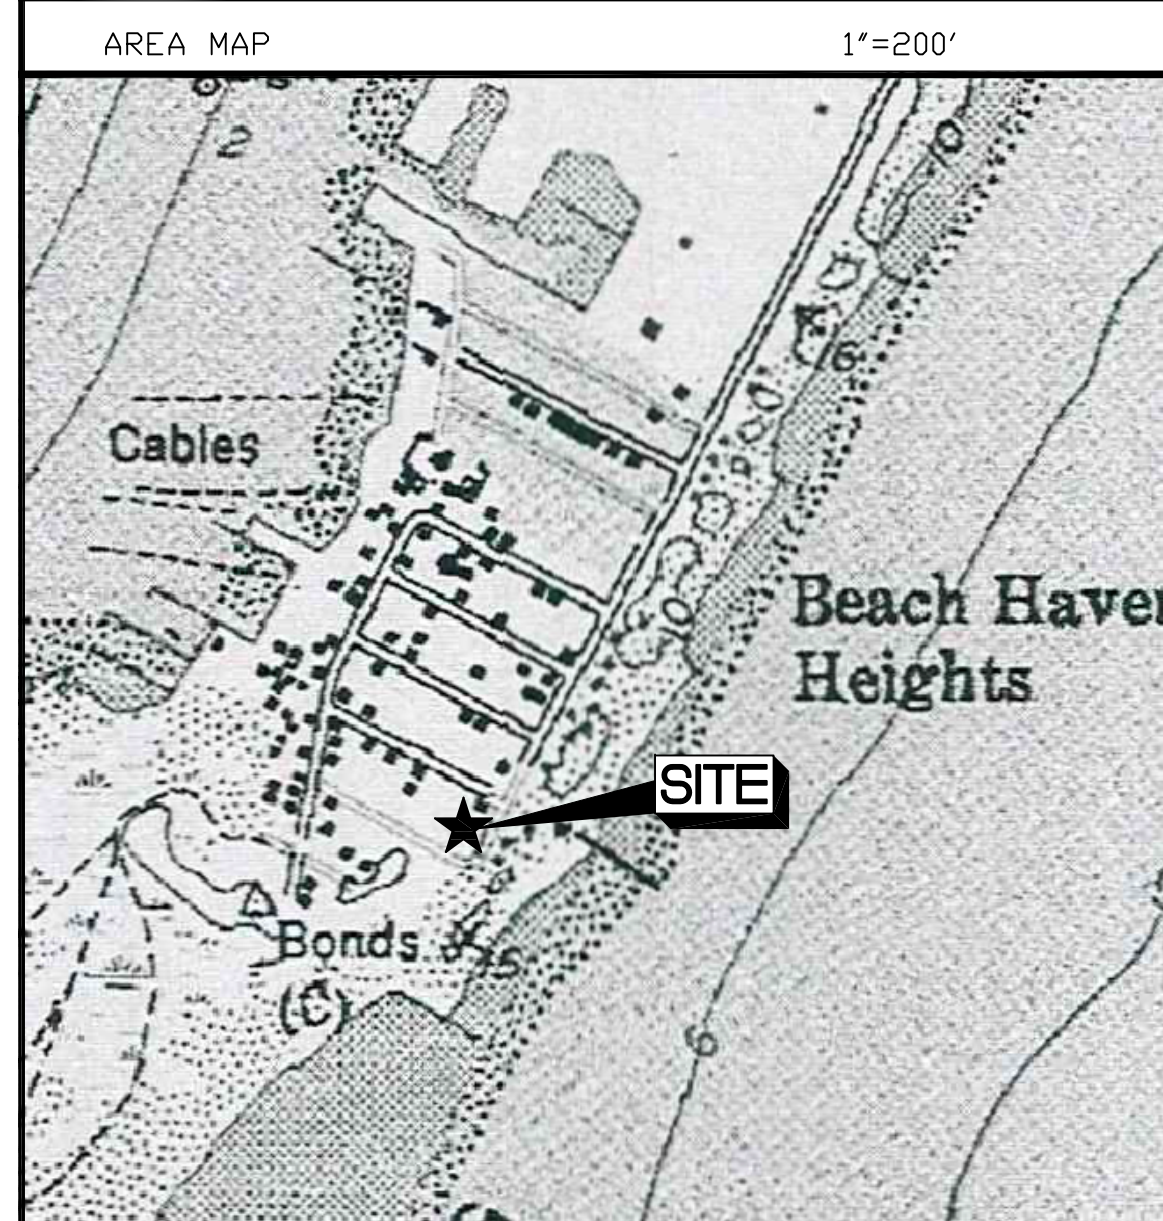 AREA MAP
1"=200'
2
6
Cables
Beach Haven
Heights
SITE
Bonds
(C)
6